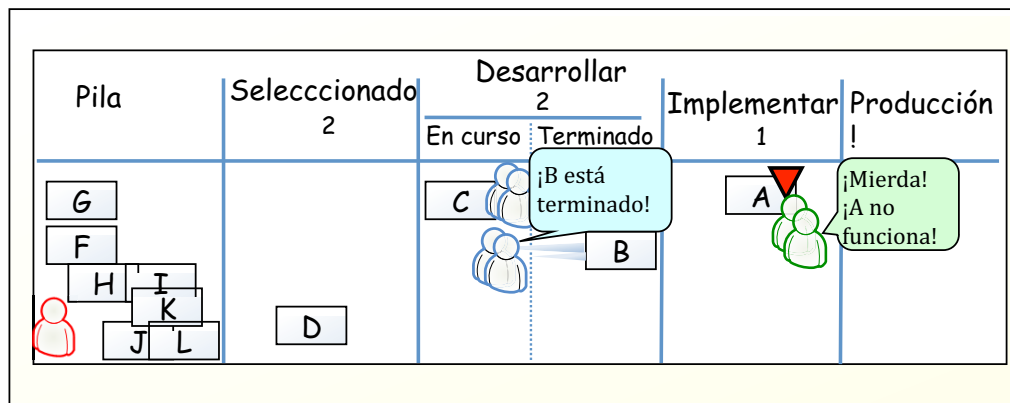 Pila
Selecccionado
2
Desarrollar
2
En curso
Terminado
Implementar
1
Producción
!
G
F
H
I
K
J
L
D
C
¡B está
terminado!
B
A
¡Mierda!
¡A no
funciona!